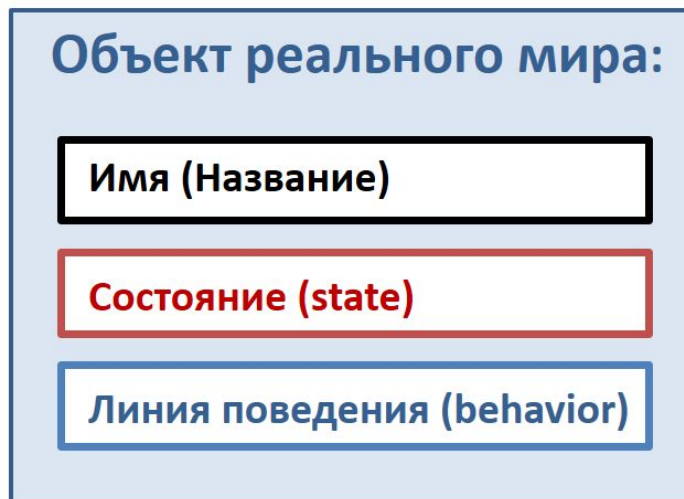 Объект реального мира:
Имя (Название)
Состояние (state)
Линия поведения (behavior)